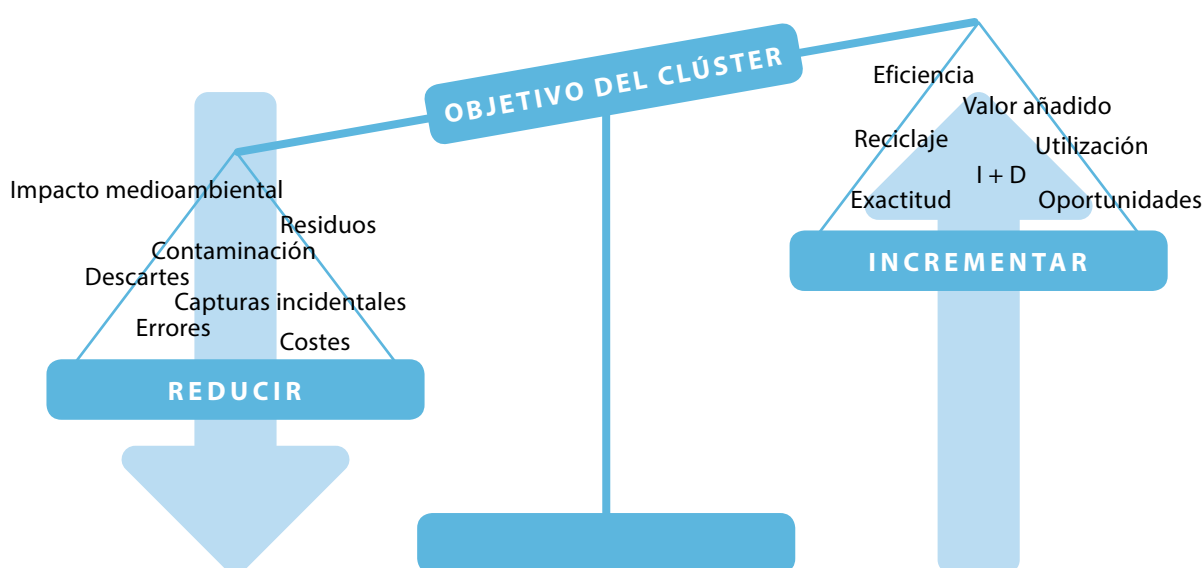 OBJETIVO DEL CLÚSTER
Impacto medioambiental
Residuos
Contaminación
Descartes
Capturas incidentales
Errores
Costes
REDUCIR
Eficiencia
Valor añadido
Reciclaje
Utilización
I + D
Exactitud
Oportunidades
INCREMENTAR